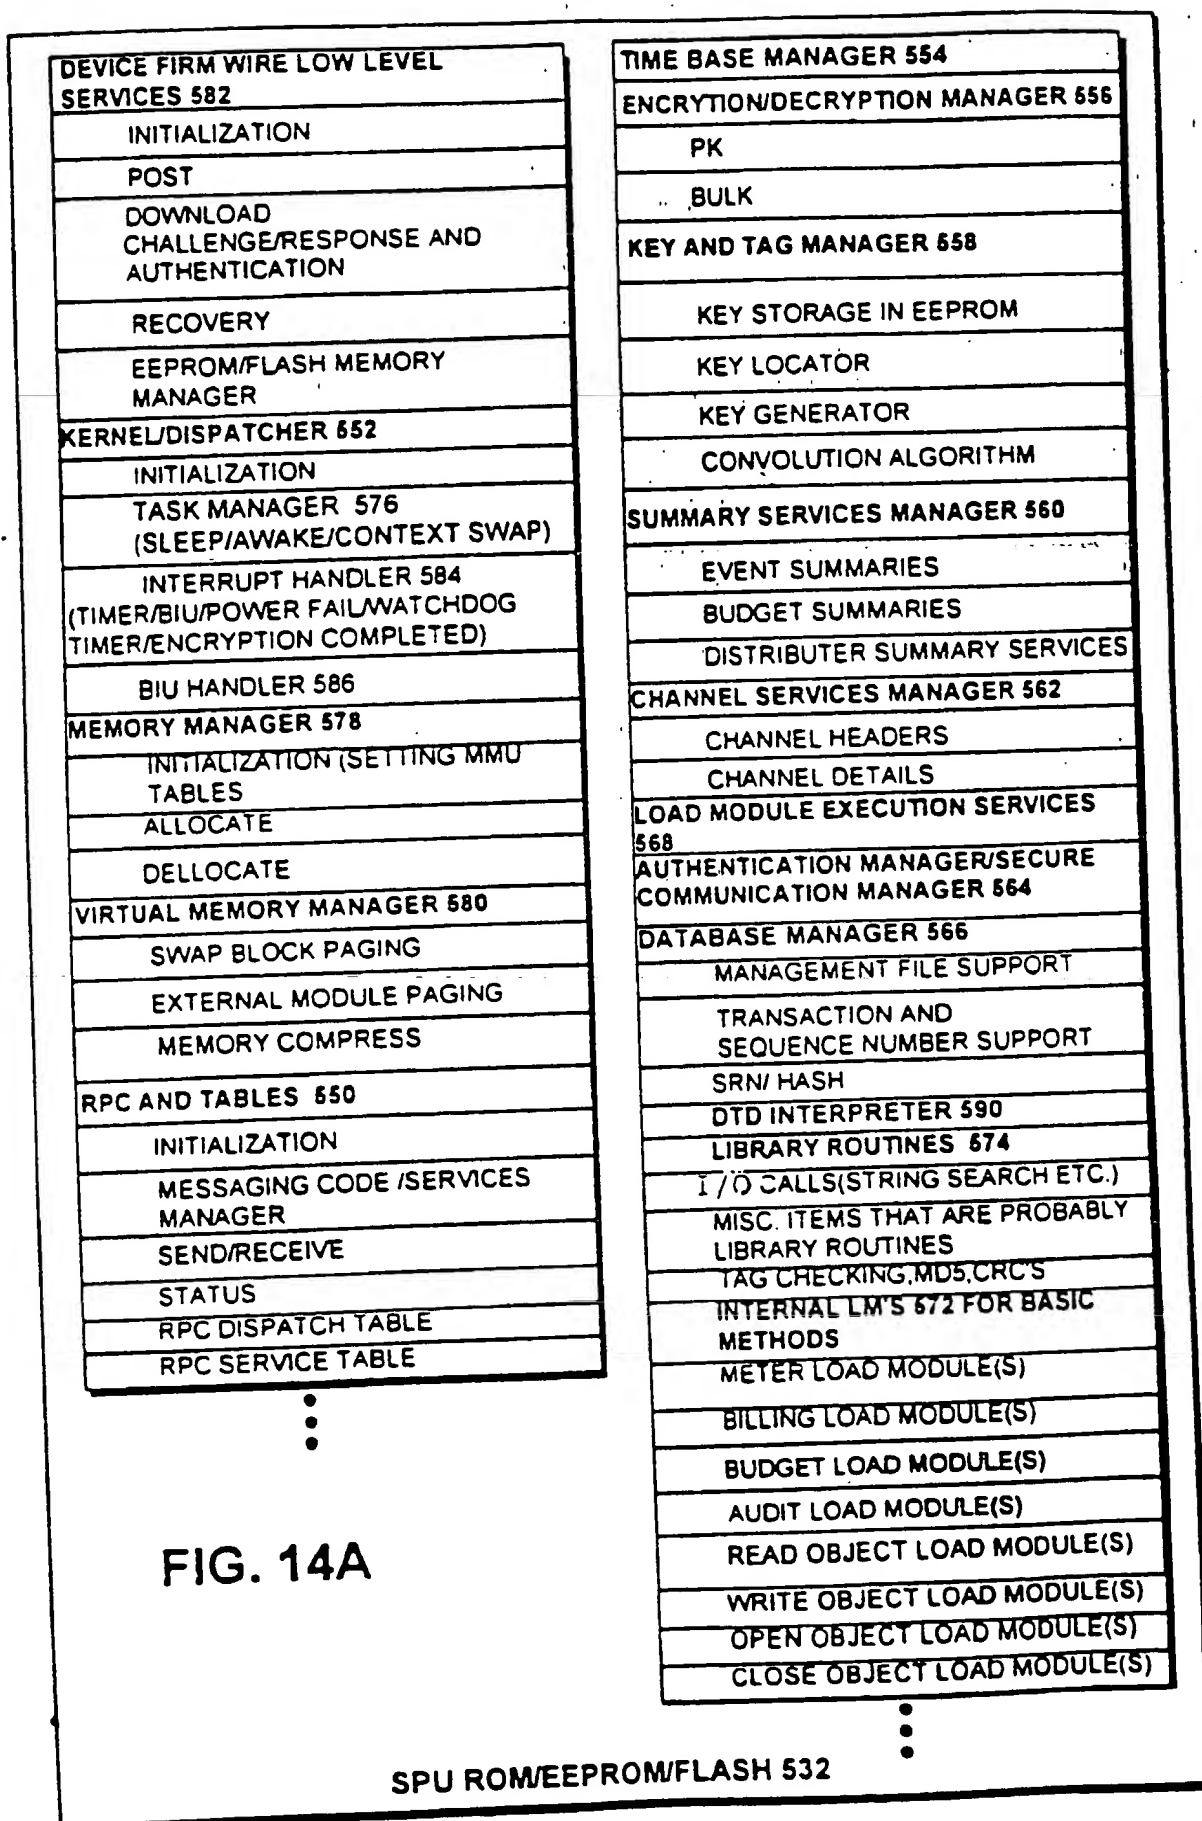 DEVICE FIRM WIRE LOW LEVEL
SERVICES 582
INITIALIZATION
POST
DOWNLOAD
CHALLENGE/RESPONSE AND
AUTHENTICATION
RECOVERY
EEPROM/FLASH MEMORY
MANAGER
KERNEL/DISPATCHER 552
INITIALIZATION
TASK MANAGER 576
(SLEEP/AWAKE/CONTEXT SWAP)
INTERRUPT HANDLER 584
(TIMER/BIU/POWER FAIL/WATCHDOG
TIMER/ENCRYPTION COMPLETED)
BIU HANDLER 586
MEMORY MANAGER 578
INITIALIZATION (SETTING MMU
TABLES
ALLOCATE
DELLOCATE
VIRTUAL MEMORY MANAGER 580
SWAP BLOCK PAGING
EXTERNAL MODULE PAGING
MEMORY COMPRESS
RPC AND TABLES 550
INITIALIZATION
MESSAGING CODE /SERVICES
MANAGER
SEND/RECEIVE
STATUS
RPC DISPATCH TABLE
RPC SERVICE TABLE
TIME BASE MANAGER 554
ENCRYTION/DECRYPTION MANAGER 556
PK
BULK
KEY AND TAG MANAGER 558
KEY STORAGE IN EEPROM
KEY LOCATOR
KEY GENERATOR
CONVOLUTION ALGORITHM
SUMMARY SERVICES MANAGER 560
EVENT SUMMARIES
BUDGET SUMMARIES
DISTRIBUTER SUMMARY SERVICES
CHANNEL SERVICES MANAGER 562
CHANNEL HEADERS
CHANNEL DETAILS
LOAD MODULE EXECUTION SERVICES
568
AUTHENTICATION MANAGER/SECURE
COMMUNICATION MANAGER 564
DATABASE MANAGER 566
MANAGEMENT FILE SUPPORT
TRANSACTION AND
SEQUENCE NUMBER SUPPORT
SRN/ HASH
DTD INTERPRETER 590
LIBRARY ROUTINES 574
I/O CALLS(STRING SEARCH ETC.)
MISC. ITEMS THAT ARE PROBABLY
LIBRARY ROUTINES
TAG CHECKING,MD5,CRC'S
INTERNAL LM'S 572 FOR BASIC
METHODS
METER LOAD MODULE(S)
BILLING LOAD MODULE(S)
BUDGET LOAD MODULE(S)
AUDIT LOAD MODULE(S)
READ OBJECT LOAD MODULE(S)
WRITE OBJECT LOAD MODULE(S)
OPEN OBJECT LOAD MODULE(S)
CLOSE OBJECT LOAD MODULE(S)
FIG. 14A
SPU ROM/EEPROM/FLASH 532